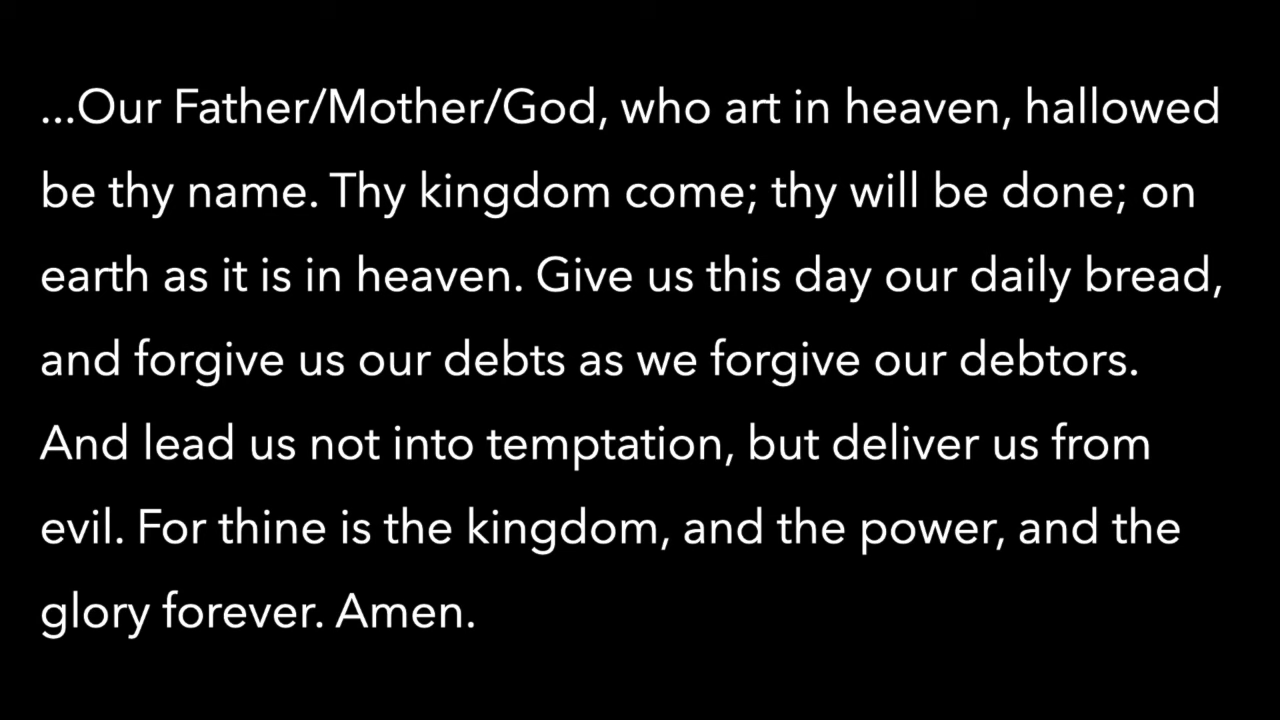 ...Our Father/Mother/God, who art in heaven, hallowed
be thy name. Thy kingdom come; thy will be done; on
earth as it is in heaven. Give us this day our daily bread,
and forgive us our debts as we forgive our debtors.
And lead us not into temptation, but deliver us from
evil. For thine is the kingdom, and the power, and the
glory forever. Amen.